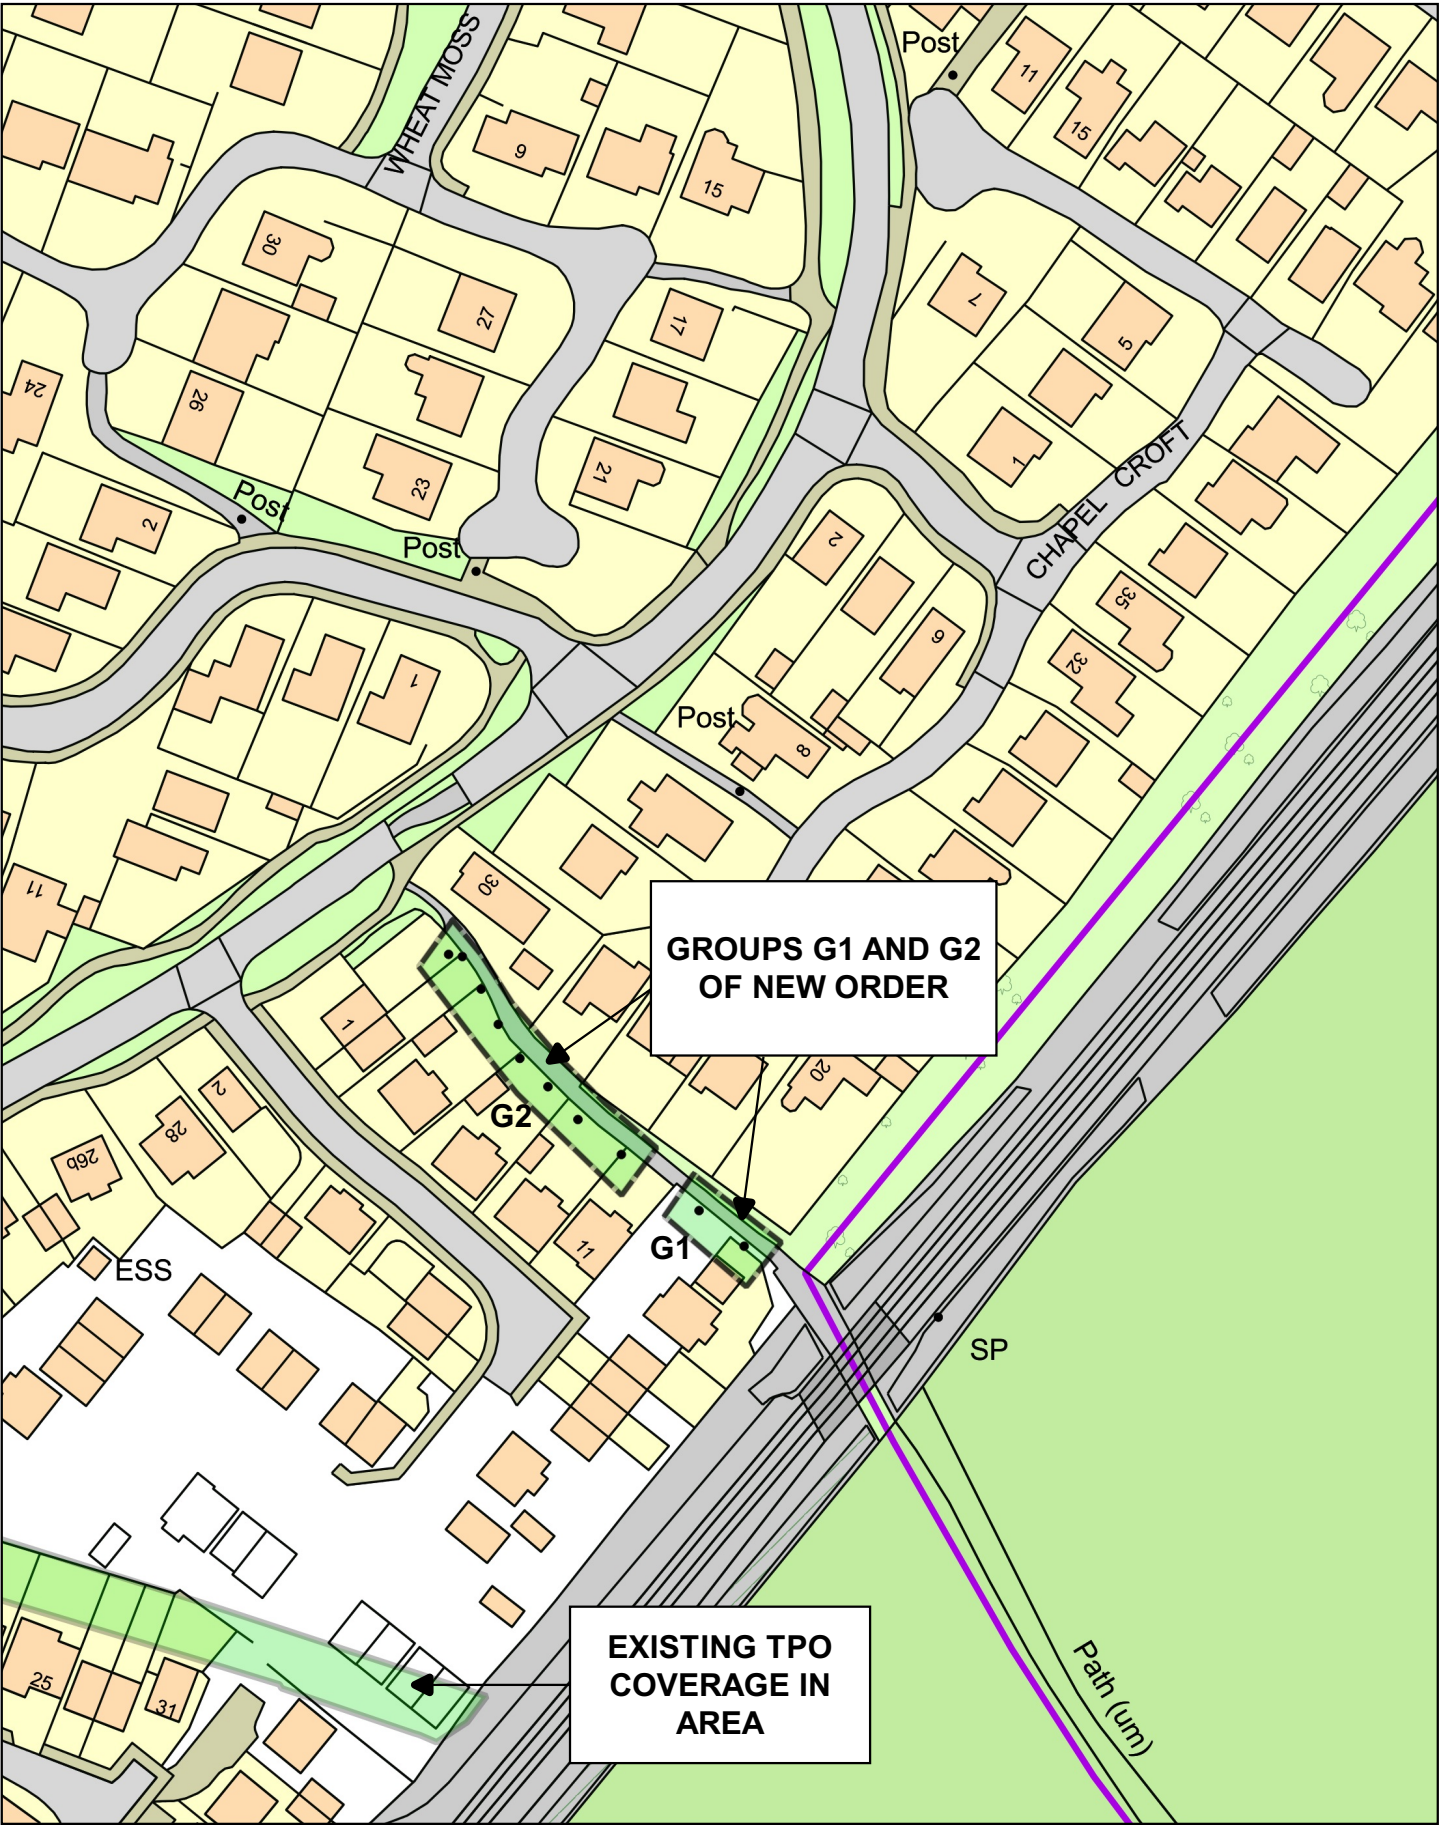 Post
11
15
WHEAT MOSS
9
15
30
7
27
17
5
24
26
1
21
CHAPEL CROFT
23
Post
2
Post
2
35
9
32
1
Post
8
11
30
GROUPS G1 AND G2
OF NEW ORDER
1
20
2
28
G2
26b
11
G1
ESS
SP
EXISTING TPO
COVERAGE IN
AREA
25
31
Path (um)